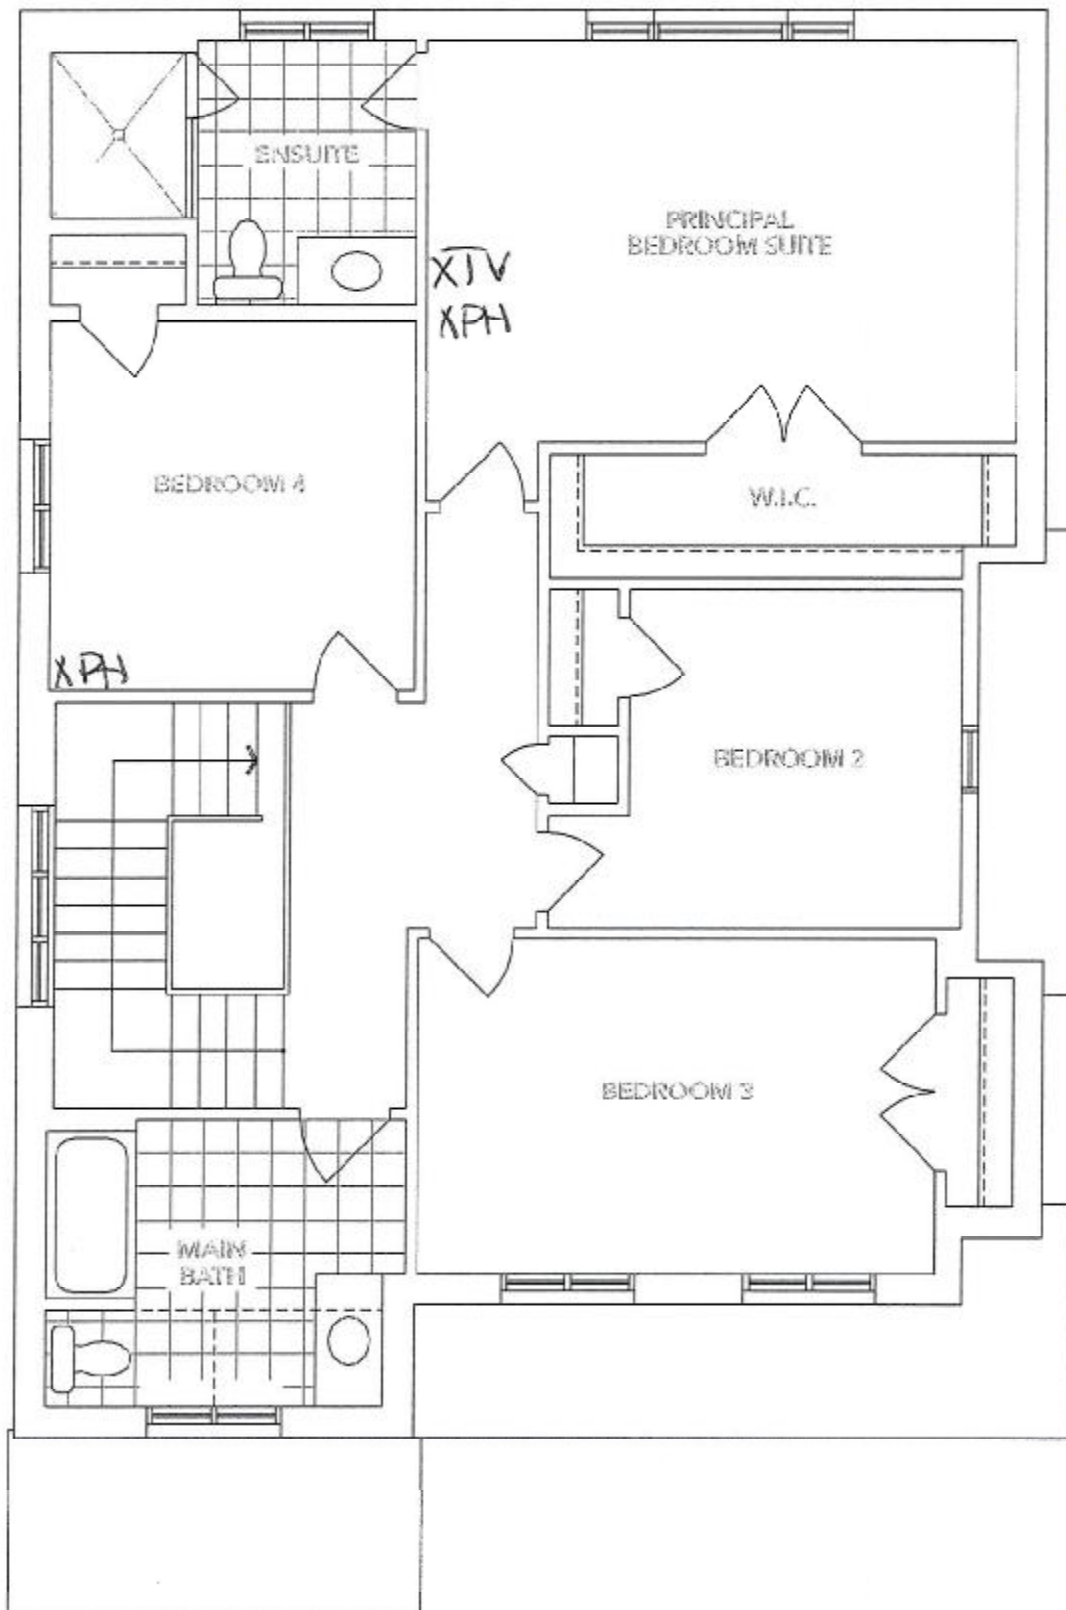 ENSUITE
PRINCIPAL
BEDROOM SUITE
XTV
XPH
BEDROOM 4
W.I.C.
XPH
BEDROOM 2
BEDROOM 3
MAIN
BATH